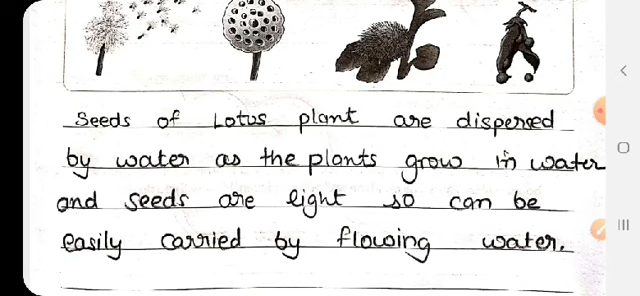 Seeds of Lotus plant are dispersed
by water as the plants grow in water
and seeds are light so can be
easily carried by flowing water.